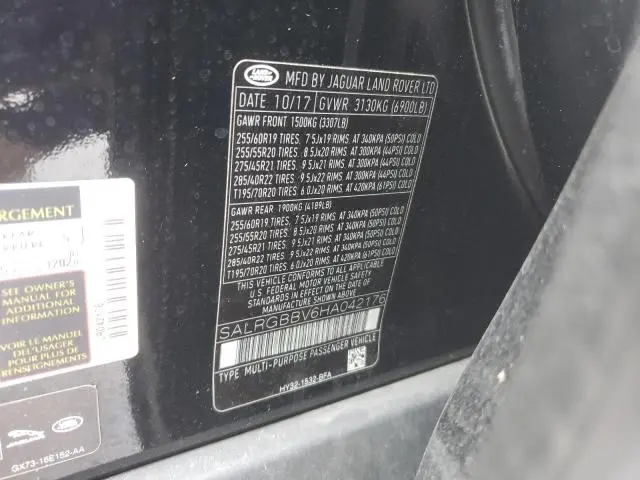 LAND ROVER
MFD BY JAGUAR LAND ROVER LTD
DATE 10/17 GVWR 3130KG (6900LB)
GAWR FRONT 1500KG (3307LB)
255/60R19 TIRES. 7.5Jx19 RIMS. AT 340KPA (50PSI) COLD
255/55R20 TIRES. 8.5Jx20 RIMS. AT 300KPA (44PSI) COLD
275/45R21 TIRES. 9.5Jx21 RIMS. AT 300KPA (44PSI) COLD
285/40R22 TIRES. 9.5Jx22 RIMS. AT 300KPA (44PSI) COLD
T195/70R20 TIRES. 6.0Jx20 RIMS. AT 420KPA (61PSI) COLD
GAWR REAR 1900KG (4189LB)
255/60R19 TIRES. 7.5Jx19 RIMS. AT 340KPA (50PSI) COLD
255/55R20 TIRES. 8.5Jx20 RIMS. AT 340KPA (50PSI) COLD
275/45R21 TIRES. 9.5Jx21 RIMS. AT 340KPA (50PSI) COLD
285/40R22 TIRES. 9.5Jx22 RIMS. AT 340KPA (50PSI) COLD
T195/70R20 TIRES. 6.0Jx20 RIMS. AT 420KPA (61PSI) COLD
THIS VEHICLE CONFORMS TO ALL APPLICABLE
U.S. FEDERAL MOTOR VEHICLE SAFETY
STANDARDS IN EFFECT ON THE DATE OF
MANUFACTURE SHOWN ABOVE.
SALRGBBV6HA042176
TYPE MULTI-PURPOSE PASSENGER VEHICLE
HY32-1532-BFA
RGEMENT
REAR
SEE OWNER'S
MANUAL FOR
ADDITIONAL
INFORMATION
VOIR LE MANUEL
DE L'USAGER
POUR PLUS DE
RENSEIGNEMENTS
HA042176
JAGUAR
LAND ROVER
GX73-16E152-AA